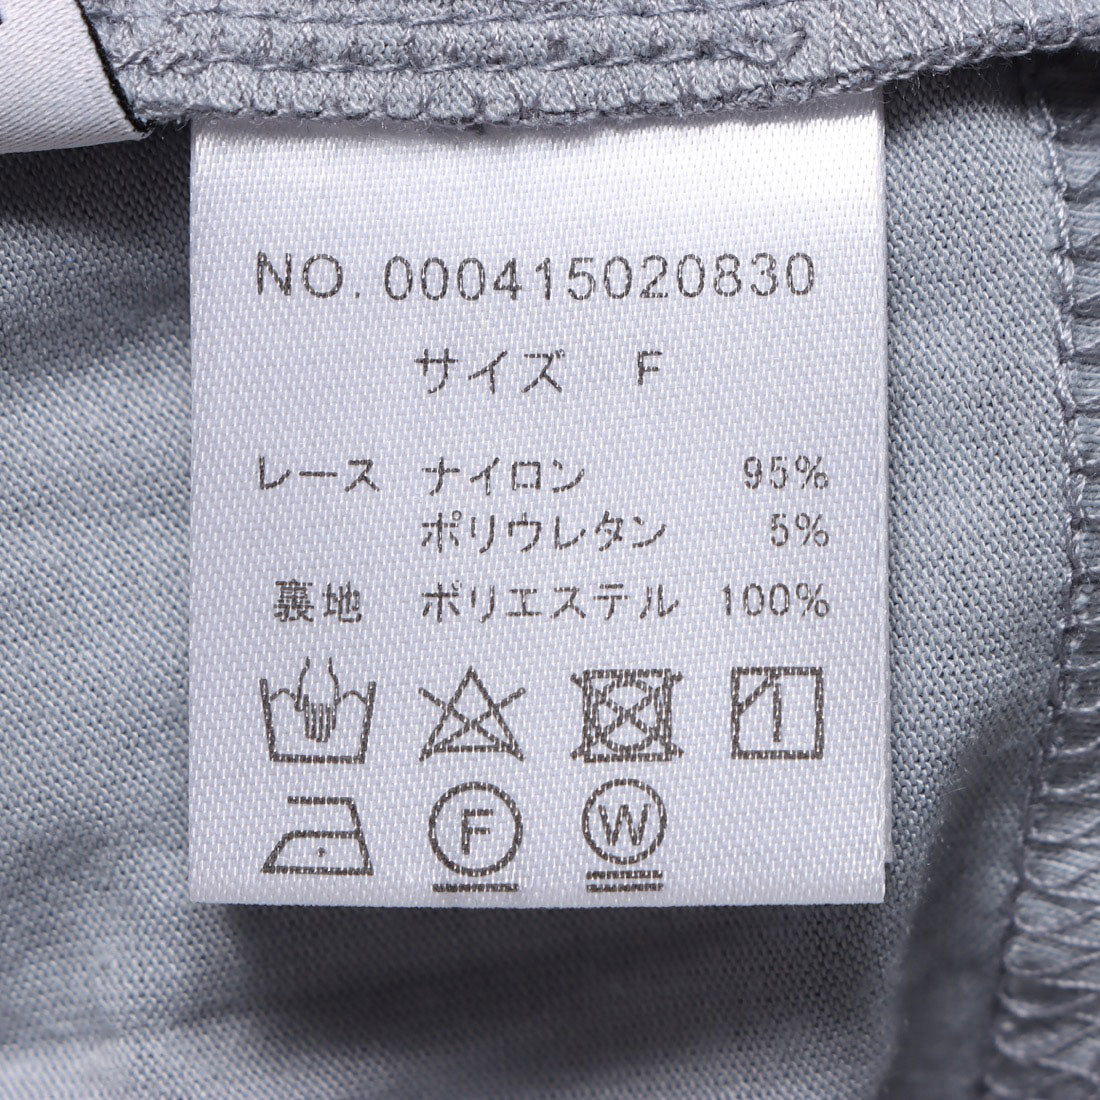 NO. 000415020830
サイズ F
レース ナイロン 95%
ポリウレタン 5%
裏地 ポリエステル 100%
F W